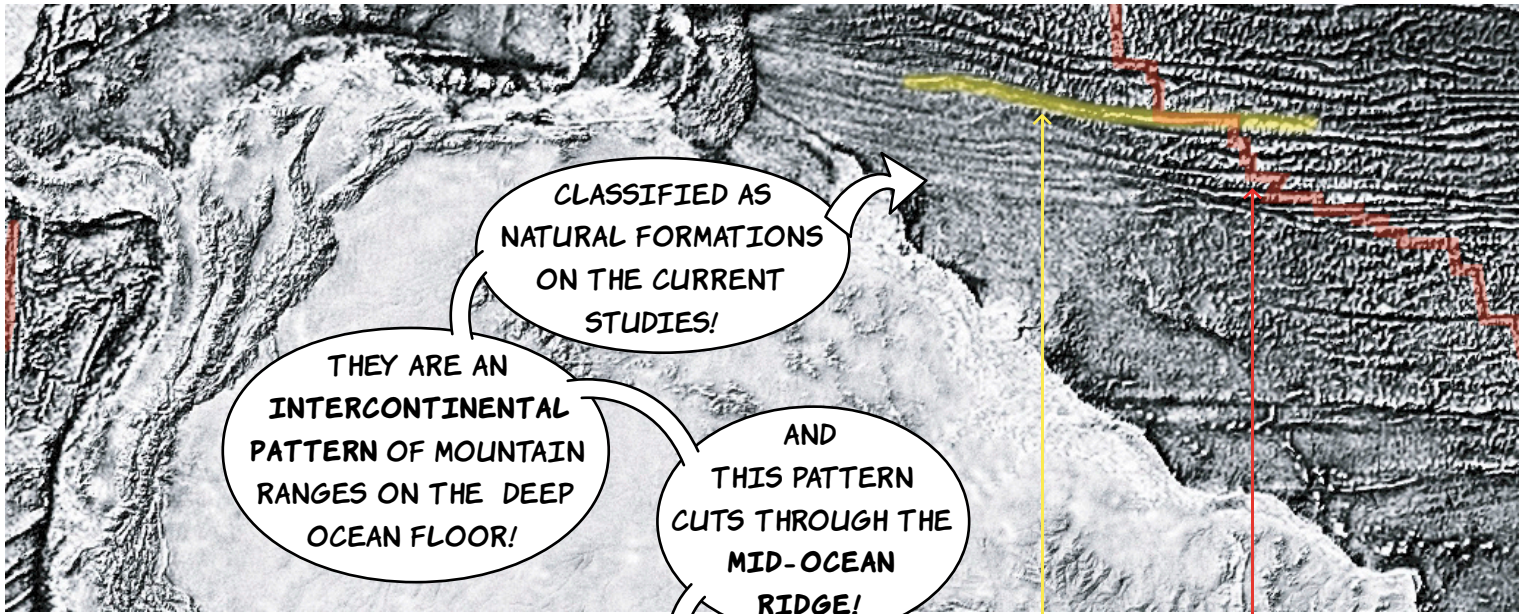 CLASSIFIED AS
NATURAL FORMATIONS
ON THE CURRENT
STUDIES!
THEY ARE AN
INTERCONTINENTAL
PATTERN OF MOUNTAIN
RANGES ON THE DEEP
OCEAN FLOOR!
AND
THIS PATTERN
CUTS THROUGH THE
MID-OCEAN
RIDGE!